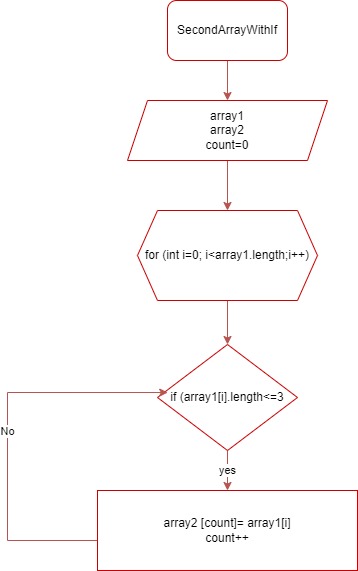 SecondArrayWithIf
array1
array2
count=0
for (int i=0; i<array1.length;i++)
if (array1[i].length<=3
No
yes
array2 [count]= array1[i]
count++